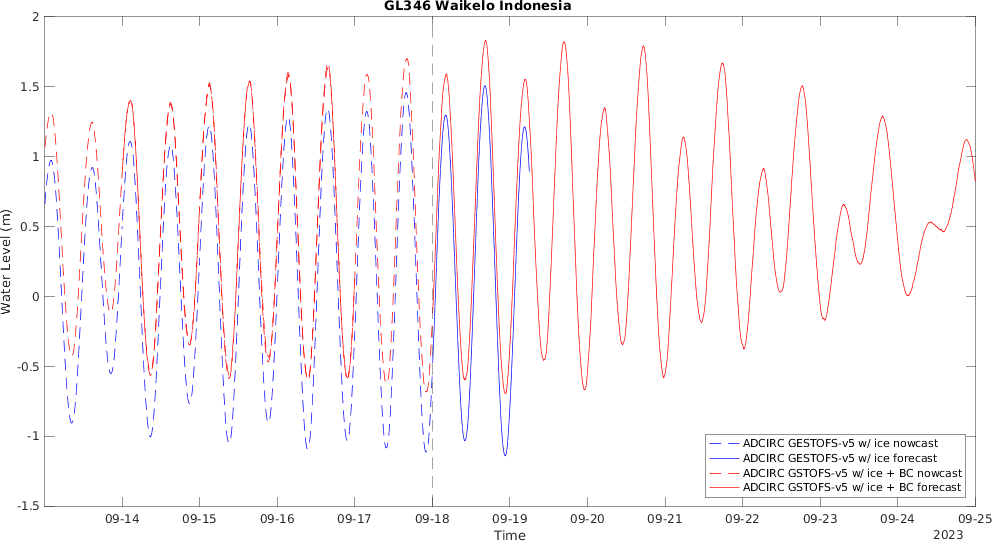 GL346 Waikelo Indonesia
2
1.5
1
0.5
0
-0.5
-1
-1.5
Water Level (m)
ADCIRC GESTOFS-v5 w/ ice nowcast
ADCIRC GESTOFS-v5 w/ ice forecast
ADCIRC GSTOFS-v5 w/ ice + BC nowcast
ADCIRC GSTOFS-v5 w/ ice + BC forecast
09-14 09-15 09-16 09-17 09-18 09-19 09-20 09-21 09-22 09-23 09-24 09-25
Time
2023